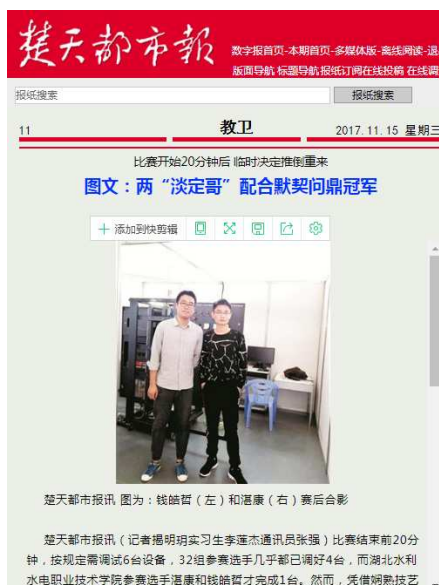 楚天都市報
数字报首页-本期首页-多媒体版-离线阅读-退
版面导航 标题导航 报纸订阅在线投稿 在线调
报纸搜索 报纸搜索
11 教卫 2017.11.15 星期三
比赛开始20分钟后 临时决定推倒重来
图文：两“淡定哥”配合默契问鼎冠军
添加到快剪辑
楚天都市报讯 图为：钱皓哲（左）和湛康（右）赛后合影
楚天都市报讯（记者揭明玥实习生李莲杰通讯员张强）比赛结束前20分
钟，按规定需调试6台设备，32组参赛选手几乎都已调好4台，而湖北水利
水电职业技术学院参赛选手湛康和钱皓哲才完成1台。然而，凭借娴熟技艺